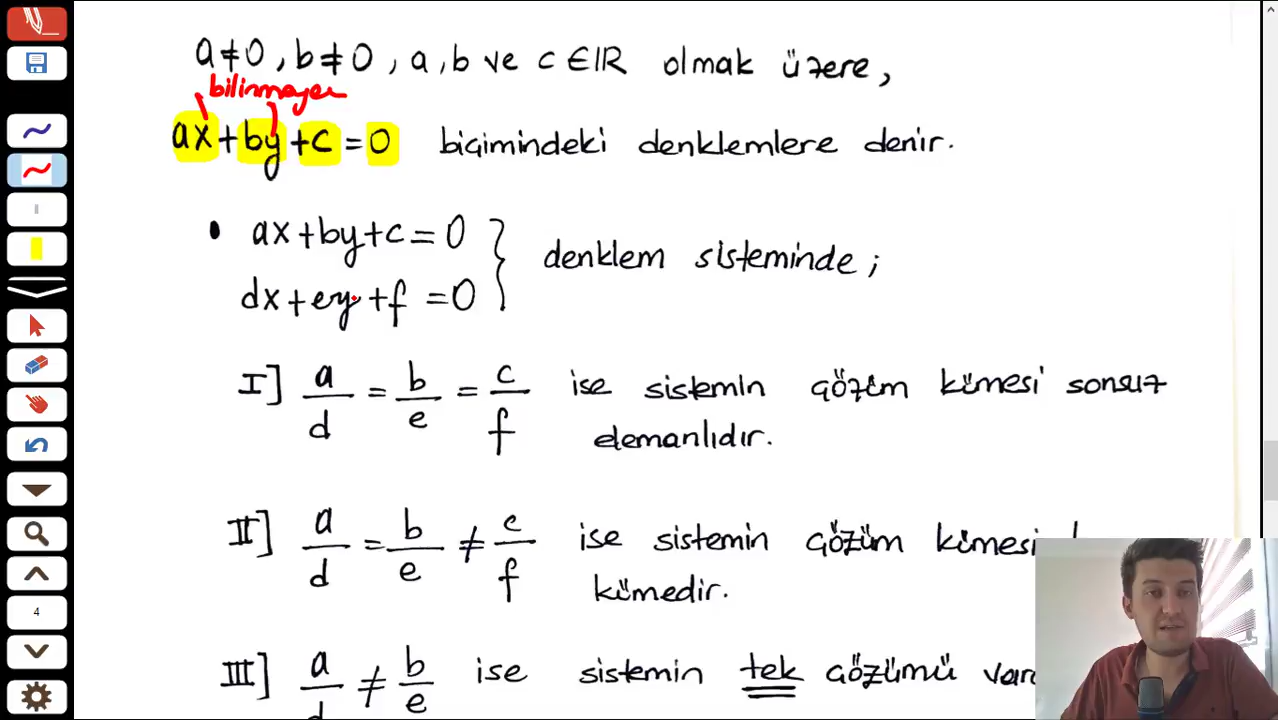 a≠0, b≠0, a, b ve c ∈ IR olmak üzere,
bilinmeyen
ax+by+c=0 biçimindeki denklemlere denir.
• ax+by+c=0
dx+ey+f=0 } denklem sisteminde;
I] a/d = b/e = c/f ise sistemin çözüm kümesi sonsuz
elemanlıdır.
II] a/d = b/e ≠ c/f ise sistemin çözüm kümesi
kümedir.
III] a/d ≠ b/e ise sistemin tek çözümü
4